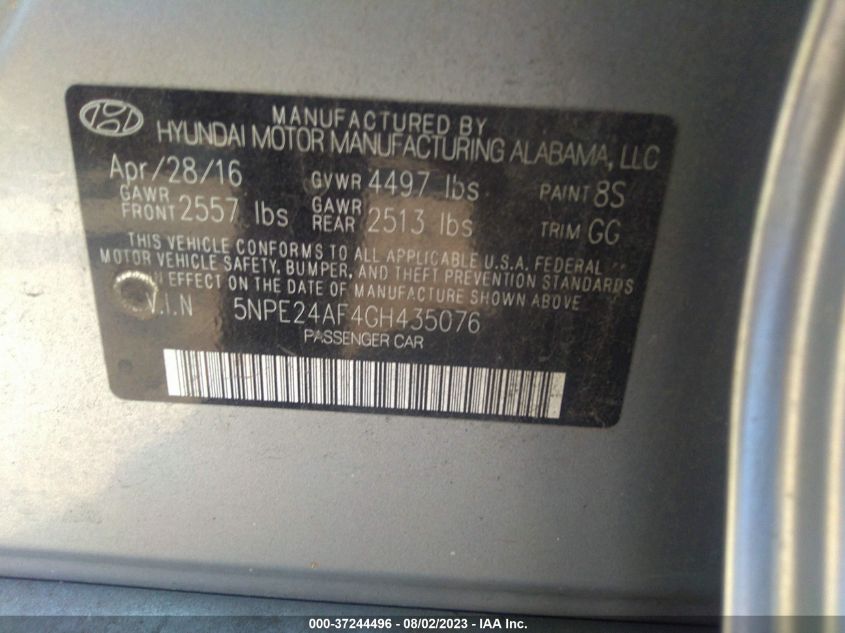 MANUFACTURED BY
HYUNDAI MOTOR MANUFACTURING ALABAMA, LLC
Apr/28/16 GVWR 4497 lbs PAINT 8S
GAWR FRONT 2557 lbs GAWR REAR 2513 lbs TRIM GG
THIS VEHICLE CONFORMS TO ALL APPLICABLE U.S.A. FEDERAL
MOTOR VEHICLE SAFETY, BUMPER, AND THEFT PREVENTION STANDARDS
IN EFFECT ON THE DATE OF MANUFACTURE SHOWN ABOVE
V.I.N 5NPE24AF4GH435076
PASSENGER CAR
000-37244496 - 08/02/2023 - IAA Inc.